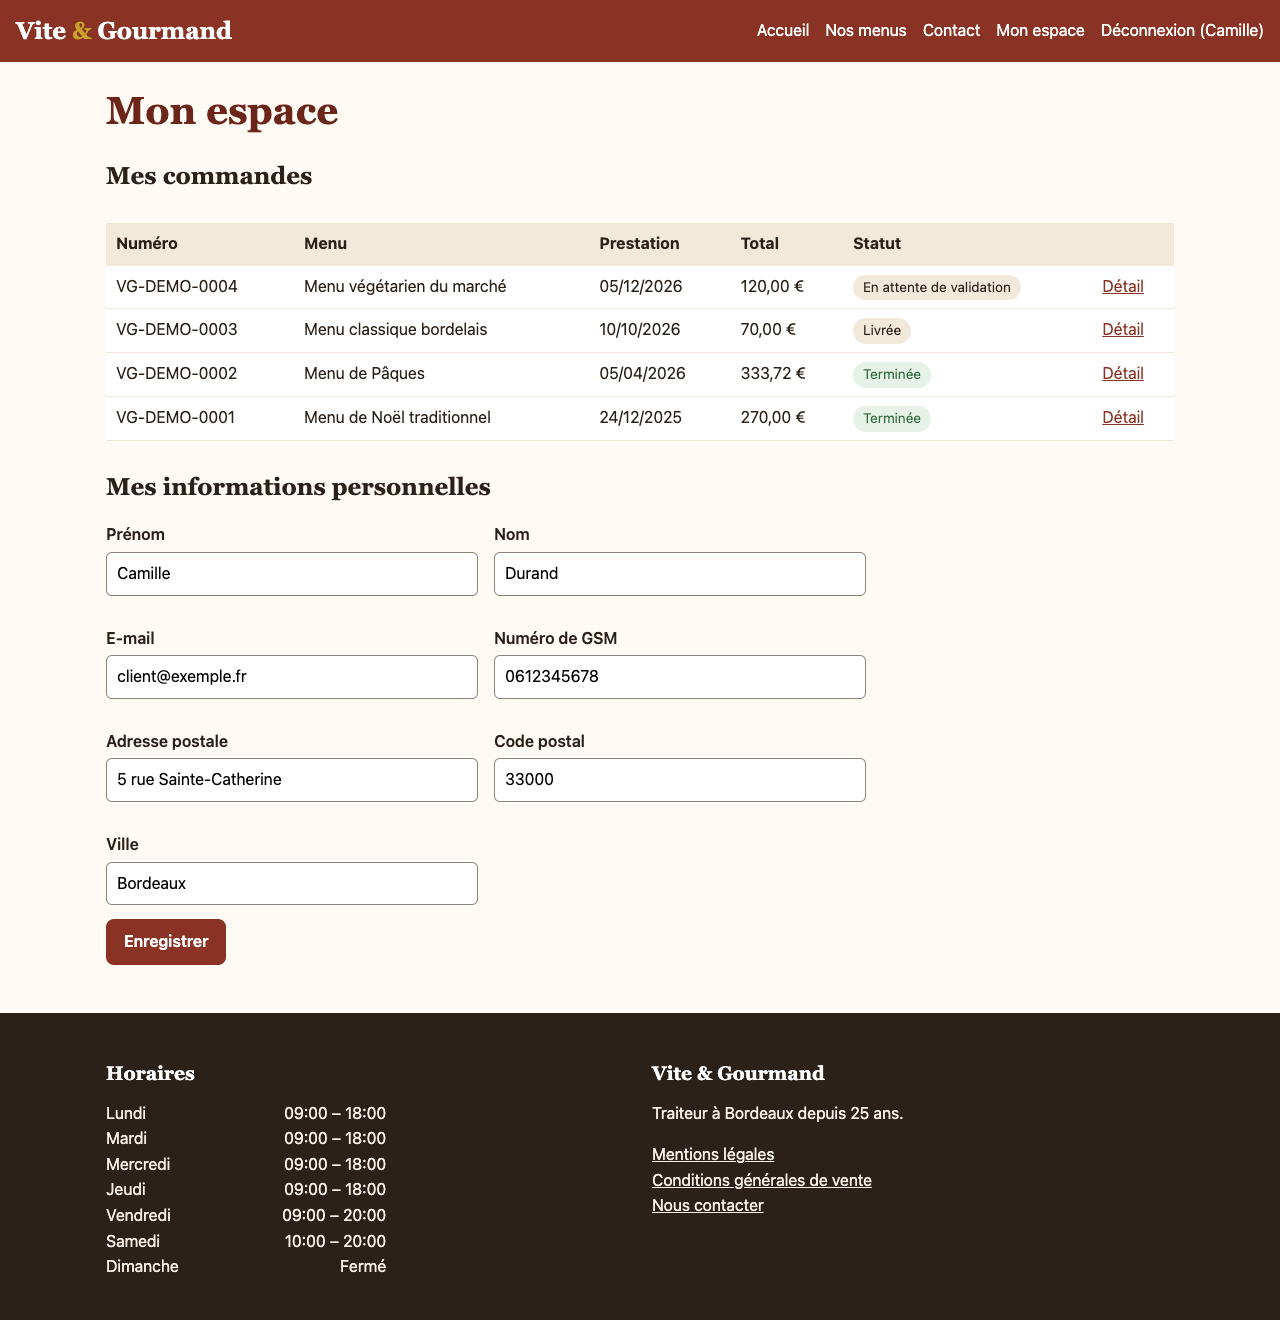 Vite & Gourmand
Accueil Nos menus Contact Mon espace Déconnexion (Camille)
Mon espace
Mes commandes
Numéro Menu Prestation Total Statut
VG-DEMO-0004 Menu végétarien du marché 05/12/2026 120,00 € En attente de validation Détail
VG-DEMO-0003 Menu classique bordelais 10/10/2026 70,00 € Livrée Détail
VG-DEMO-0002 Menu de Pâques 05/04/2026 333,72 € Terminée Détail
VG-DEMO-0001 Menu de Noël traditionnel 24/12/2025 270,00 € Terminée Détail
Mes informations personnelles
Prénom Nom
Camille Durand
E-mail Numéro de GSM
client@exemple.fr 0612345678
Adresse postale Code postal
5 rue Sainte-Catherine 33000
Ville
Bordeaux
Enregistrer
Horaires
Lundi 09:00 – 18:00
Mardi 09:00 – 18:00
Mercredi 09:00 – 18:00
Jeudi 09:00 – 18:00
Vendredi 09:00 – 20:00
Samedi 10:00 – 20:00
Dimanche Fermé
Vite & Gourmand
Traiteur à Bordeaux depuis 25 ans.
Mentions légales
Conditions générales de vente
Nous contacter